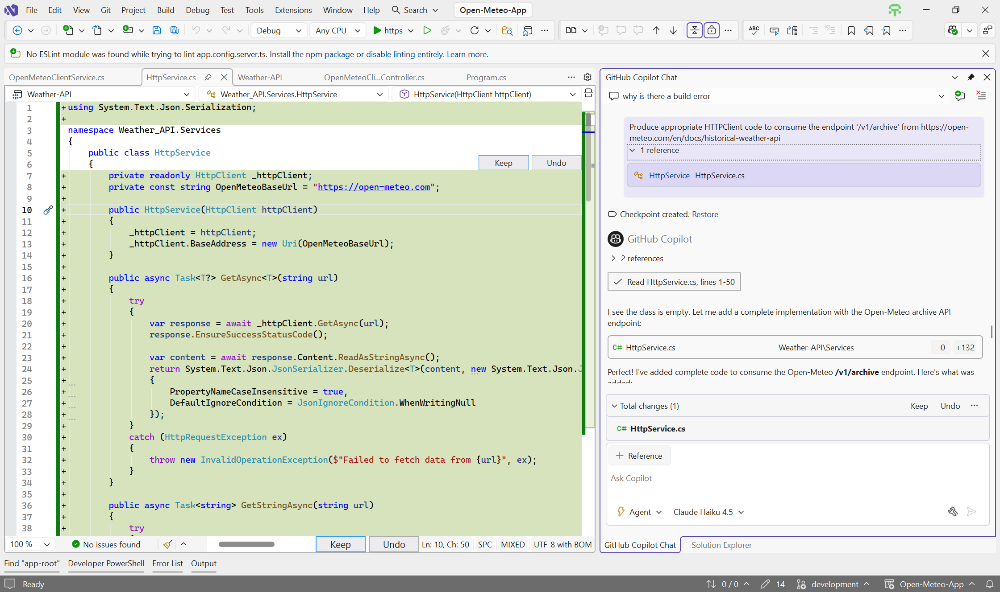 File Edit View Git Project Build Debug Test Tools Extensions Window Help Search Open-Meteo-App
Debug Any CPU https ABC
No ESLint module was found while trying to lint app.config.server.ts. Install the npm package or disable linting entirely. Learn more.
OpenMeteoClientService.cs HttpService.cs Weather-API OpenMeteoCli...Controller.cs Program.cs
Weather-API Weather_API.Services.HttpService HttpService(HttpClient httpClient)
1 +using System.Text.Json.Serialization;
2 +
3 namespace Weather_API.Services
4 {
5 public class HttpService
6 {
Keep Undo
7 + private readonly HttpClient _httpClient;
8 + private const string OpenMeteoBaseUrl = "https://open-meteo.com";
9 +
10 + public HttpService(HttpClient httpClient)
11 + {
12 + _httpClient = httpClient;
13 + _httpClient.BaseAddress = new Uri(OpenMeteoBaseUrl);
14 + }
15 +
16 + public async Task<T?> GetAsync<T>(string url)
17 + {
18 + try
19 + {
20 + var response = await _httpClient.GetAsync(url);
21 + response.EnsureSuccessStatusCode();
22 +
23 + var content = await response.Content.ReadAsStringAsync();
24 + return System.Text.Json.JsonSerializer.Deserialize<T>(content, new System.Text.Json.J
25 + {
26 + PropertyNameCaseInsensitive = true,
27 + DefaultIgnoreCondition = JsonIgnoreCondition.WhenWritingNull
28 + });
29 + }
30 + catch (HttpRequestException ex)
31 + {
32 + throw new InvalidOperationException($"Failed to fetch data from {url}", ex);
33 + }
34 + }
35 +
36 + public async Task<string> GetStringAsync(string url)
37 + {
38 + try
100 % No issues found Keep Undo Ln: 10, Ch: 50 SPC MIXED UTF-8 with BOM
GitHub Copilot Chat
why is there a build error
Produce appropriate HTTPClient code to consume the endpoint '/v1/archive' from https://open-
meteo.com/en/docs/historical-weather-api
1 reference
HttpService HttpService.cs
Checkpoint created. Restore
GitHub Copilot
2 references
Read HttpService.cs, lines 1-50
I see the class is empty. Let me add a complete implementation with the Open-Meteo archive API
endpoint:
C# HttpService.cs Weather-API\Services -0 +132
Perfect! I've added complete code to consume the Open-Meteo /v1/archive endpoint. Here's what was
added:
Total changes (1) Keep Undo
C# HttpService.cs
+ Reference
Ask Copilot
Agent Claude Haiku 4.5
GitHub Copilot Chat Solution Explorer
Find "app-root" Developer PowerShell Error List Output
Ready 0 / 0 14 development Open-Meteo-App